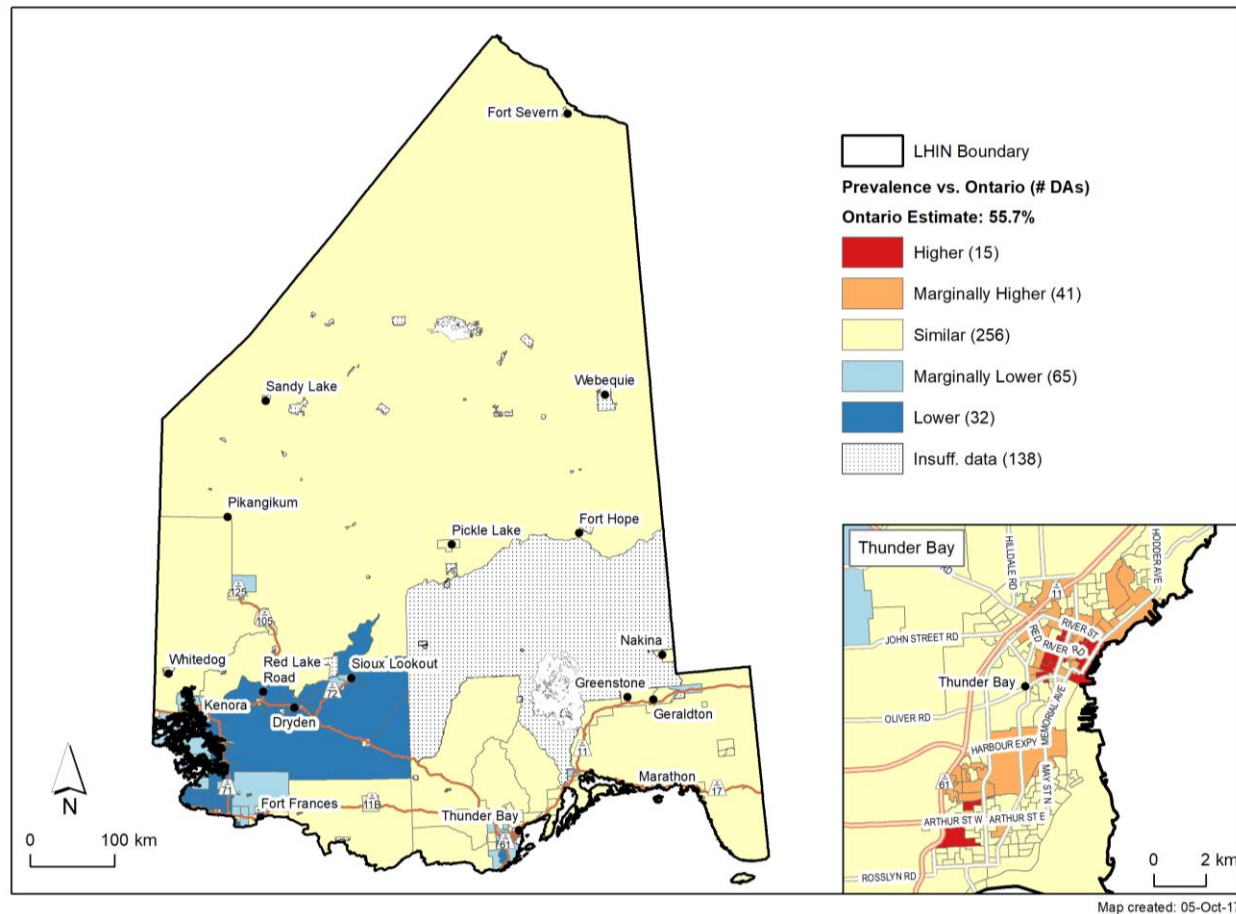 Fort Severn
Sandy Lake
Webequie
Pikangikum
Pickle Lake
Fort Hope
125
105
Nakina
Whitedog
Red Lake
Road
Sioux Lookout
72
Greenstone
Kenora
Dryden
Geraldton
11
Marathon
71
Fort Frances
11B
17
Thunder Bay
61
N
0 100 km
LHIN Boundary
Prevalence vs. Ontario (# DAs)
Ontario Estimate: 55.7%
Higher (15)
Marginally Higher (41)
Similar (256)
Marginally Lower (65)
Lower (32)
Insuff. data (138)
Thunder Bay
HILLDALE RD
HODDER AVE
RD
11
RIVER ST
JOHN STREET RD
RED RIVER RD
Thunder Bay
MEMORIAL AVE
OLIVER RD
HARBOUR EXPY
61
MAY ST N
ARTHUR ST W
ARTHUR ST E
ROSSLYN RD
0 2 km
Map created: 05-Oct-17